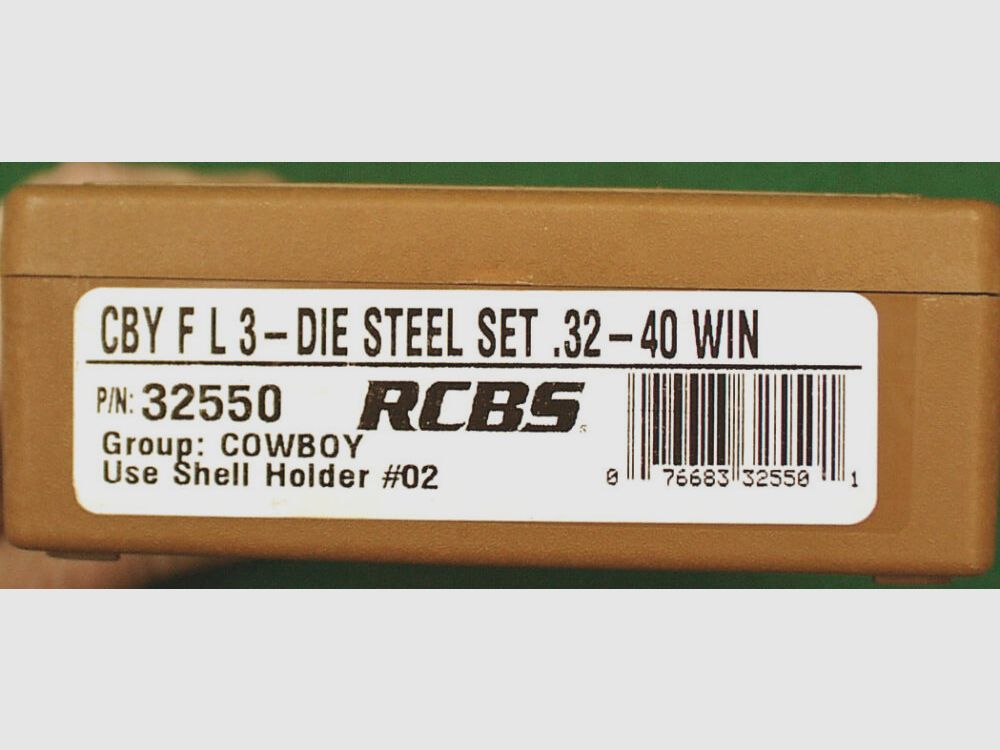 CBY F L 3-DIE STEEL SET .32-40 WIN
P/N: 32550 RCBS
Group: COWBOY
Use Shell Holder #02
0 76683 32550 1